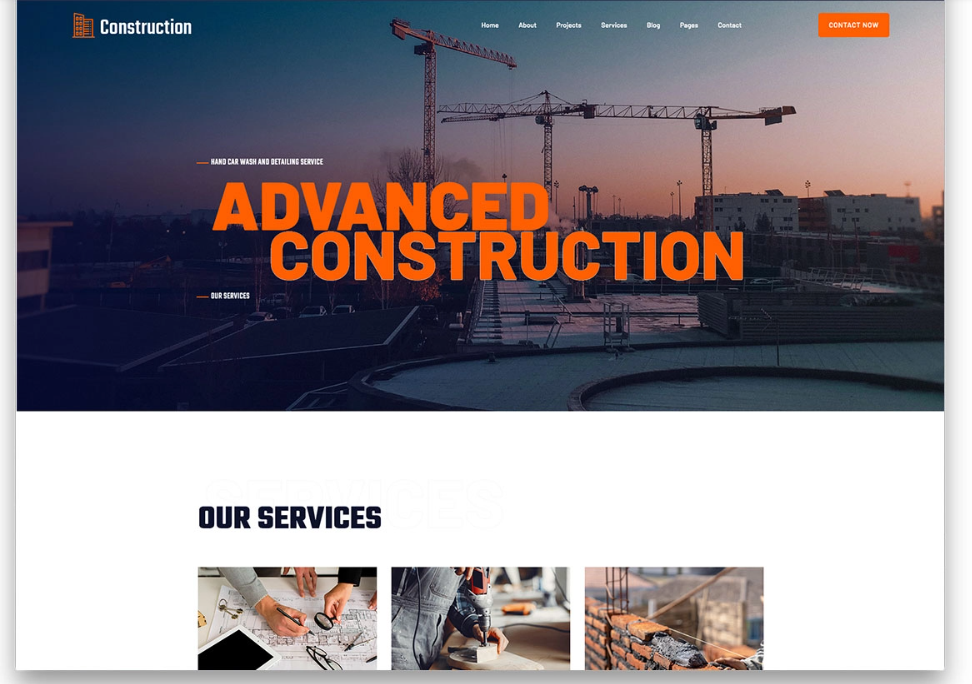 Construction
Home About Projects Services Blog Pages Contact
CONTACT NOW
HAND CAR WASH AND DETAILING SERVICE
ADVANCED
CONSTRUCTION
OUR SERVICES
SERVICES
OUR SERVICES